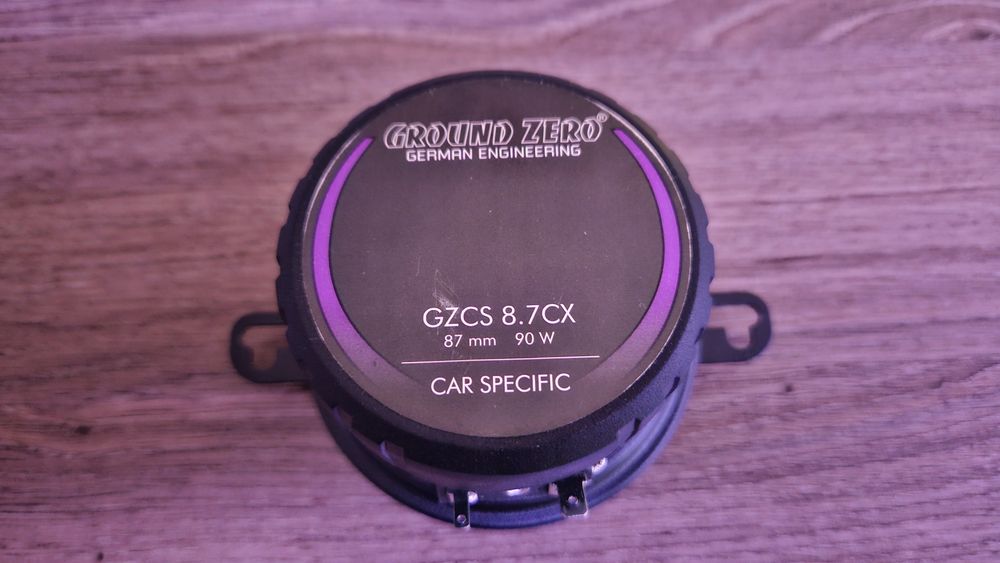 GROUND ZERO®
GERMAN ENGINEERING
GZCS 8.7CX
87 mm 90 W
CAR SPECIFIC